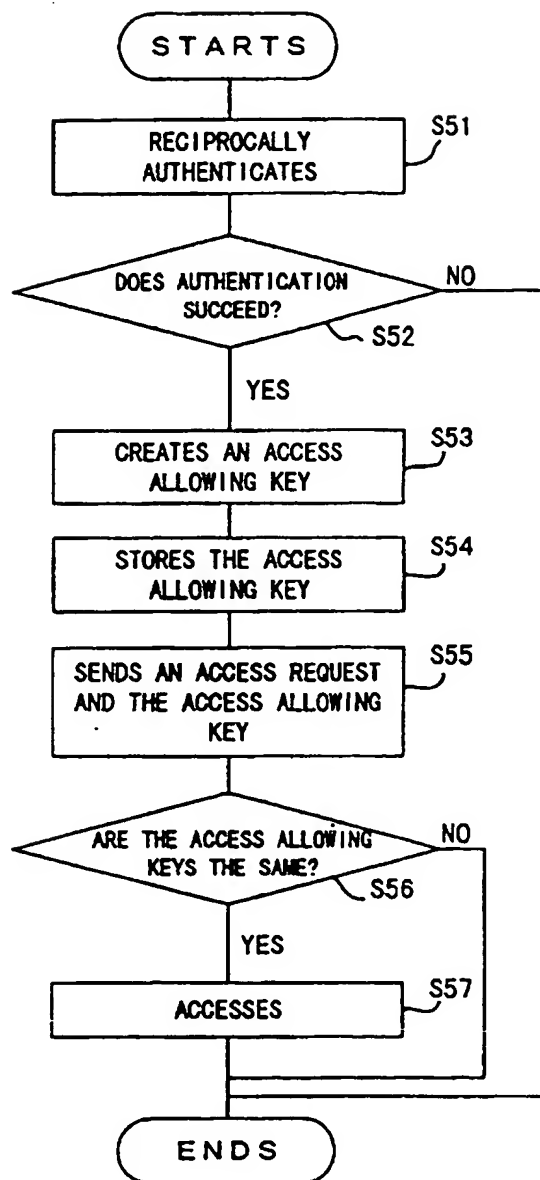 STARTS
RECIPROCALLY
AUTHENTICATES
S51
DOES AUTHENTICATION
SUCCEED?
NO
S52
YES
CREATES AN ACCESS
ALLOWING KEY
S53
STORES THE ACCESS
ALLOWING KEY
S54
SENDS AN ACCESS REQUEST
AND THE ACCESS ALLOWING
KEY
S55
ARE THE ACCESS ALLOWING
KEYS THE SAME?
NO
S56
YES
ACCESSES
S57
ENDS